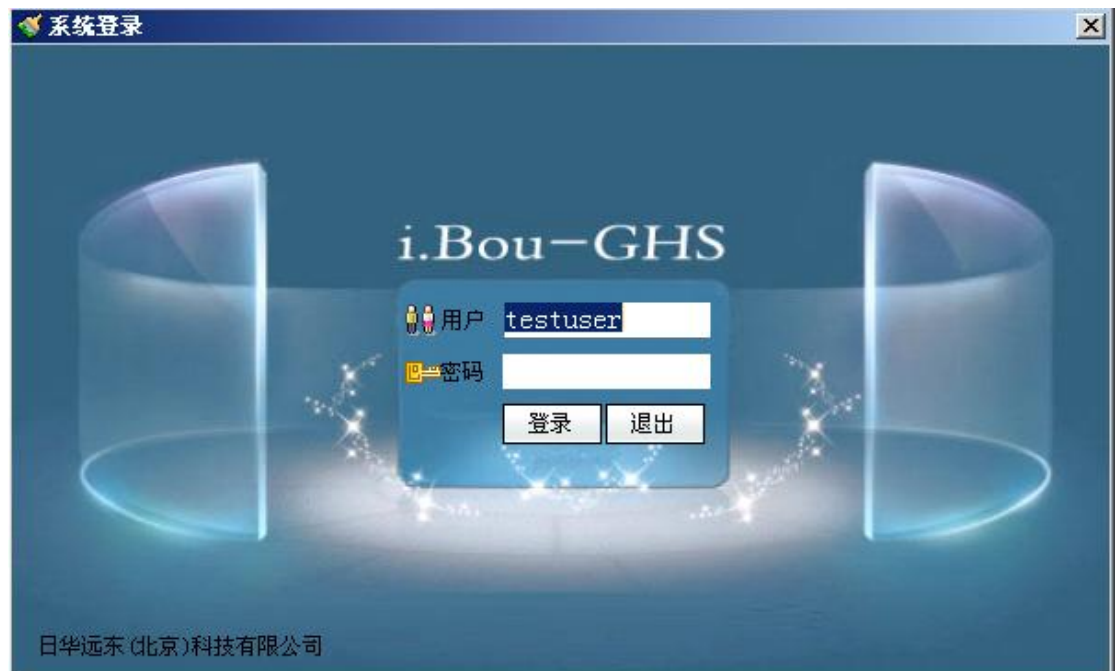 系统登录
i.Bou-GHS
用户 testuser
密码
登录 退出
日华远东(北京)科技有限公司